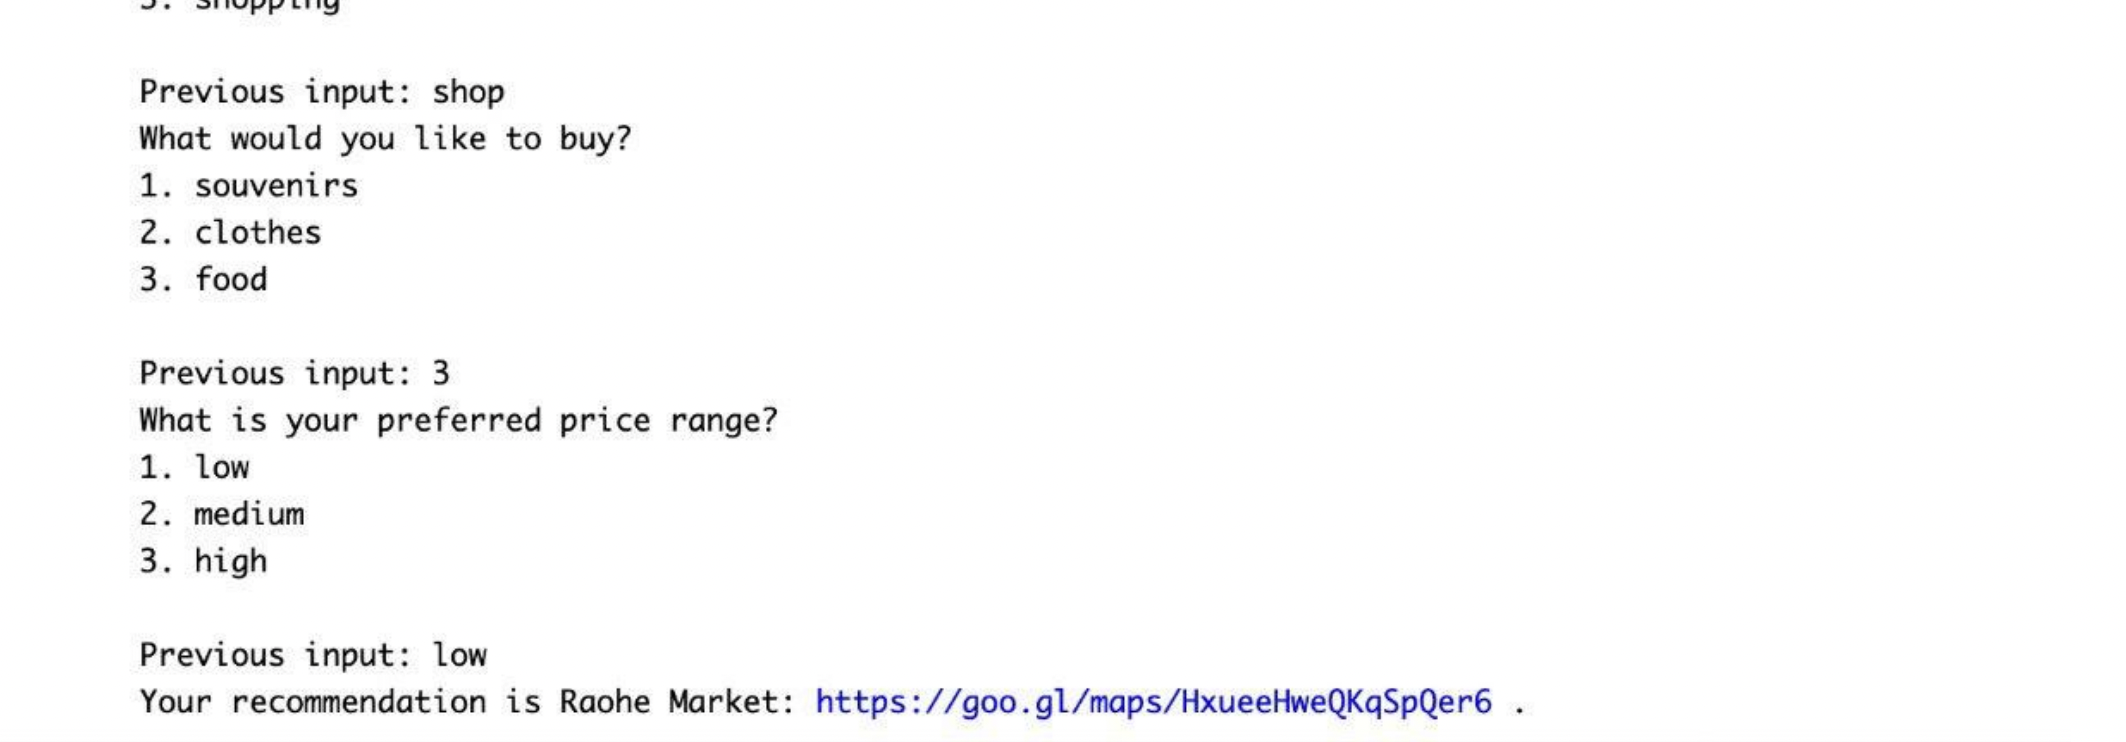 3. shopping
Previous input: shop
What would you like to buy?
1. souvenirs
2. clothes
3. food
Previous input: 3
What is your preferred price range?
1. low
2. medium
3. high
Previous input: low
Your recommendation is Raohe Market: https://goo.gl/maps/HxueeHweQKqSpQer6 .